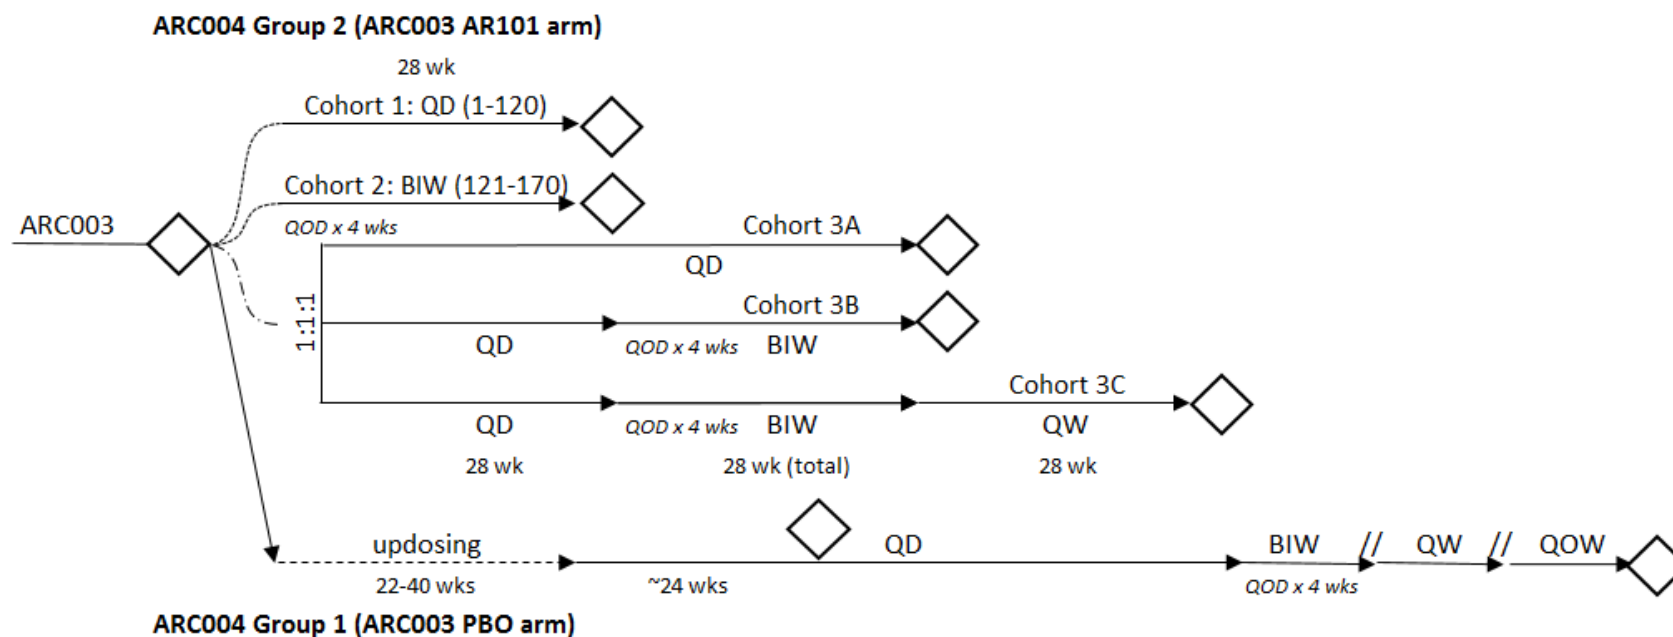 ARC004 Group 2 (ARC003 AR101 arm)
28 wk
Cohort 1: QD (1-120)
Cohort 2: BIW (121-170)
ARC003
QOD x 4 wks
Cohort 3A
QD
1:1:1
Cohort 3B
QD
QOD x 4 wks BIW
Cohort 3C
QD
QOD x 4 wks BIW
QW
28 wk
28 wk (total)
28 wk
updosing
QD
BIW // QW // QOW
22-40 wks
~24 wks
QOD x 4 wks
ARC004 Group 1 (ARC003 PBO arm)